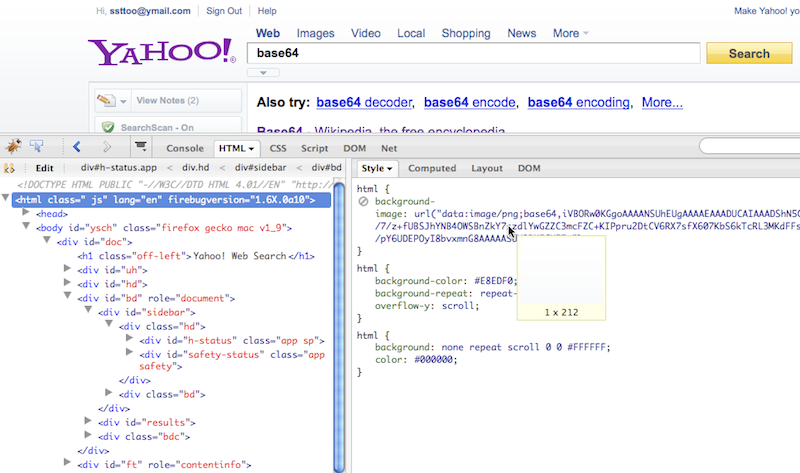 Hi, ssttoo@ymail.com Sign Out Help Make Yahoo! yo
Web Images Video Local Shopping News More
YAHOO!®
base64
Search
View Notes (2)
SearchScan - On
Also try: base64 decoder, base64 encode, base64 encoding, More...
Base64 - Wikipedia, the free encyclopedia
Console HTML CSS Script DOM Net
Edit div#h-status.app < div.hd < div#sidebar < div#bd
<!DOCTYPE HTML PUBLIC "-//W3C//DTD HTML 4.01//EN" "http:/
<html class=" js" lang="en" firebugversion="1.6X.0a10">
<head>
<body id="ysch" class="firefox gecko mac v1_9">
<div id="doc">
<h1 class="off-left">Yahoo! Web Search</h1>
<div id="uh">
<div id="hd">
<div id="bd" role="document">
<div id="sidebar">
<div class="hd">
<div id="h-status" class="app sp">
<div id="safety-status" class="app
safety">
</div>
<div class="bd">
</div>
<div id="results">
<div class="bdc">
</div>
<div id="ft" role="contentinfo">
Style Computed Layout DOM
html {
background-
image: url("data:image/png;base64,iVBORw0KGgoAAAANSUhEUgAAAAEAAADUCAIAAADShN5O
html {
background-color: #E8EDF0;
background-repeat: repeat-
overflow-y: scroll;
}
1 x 212
html {
background: none repeat scroll 0 0 #FFFFFF;
color: #000000;
}